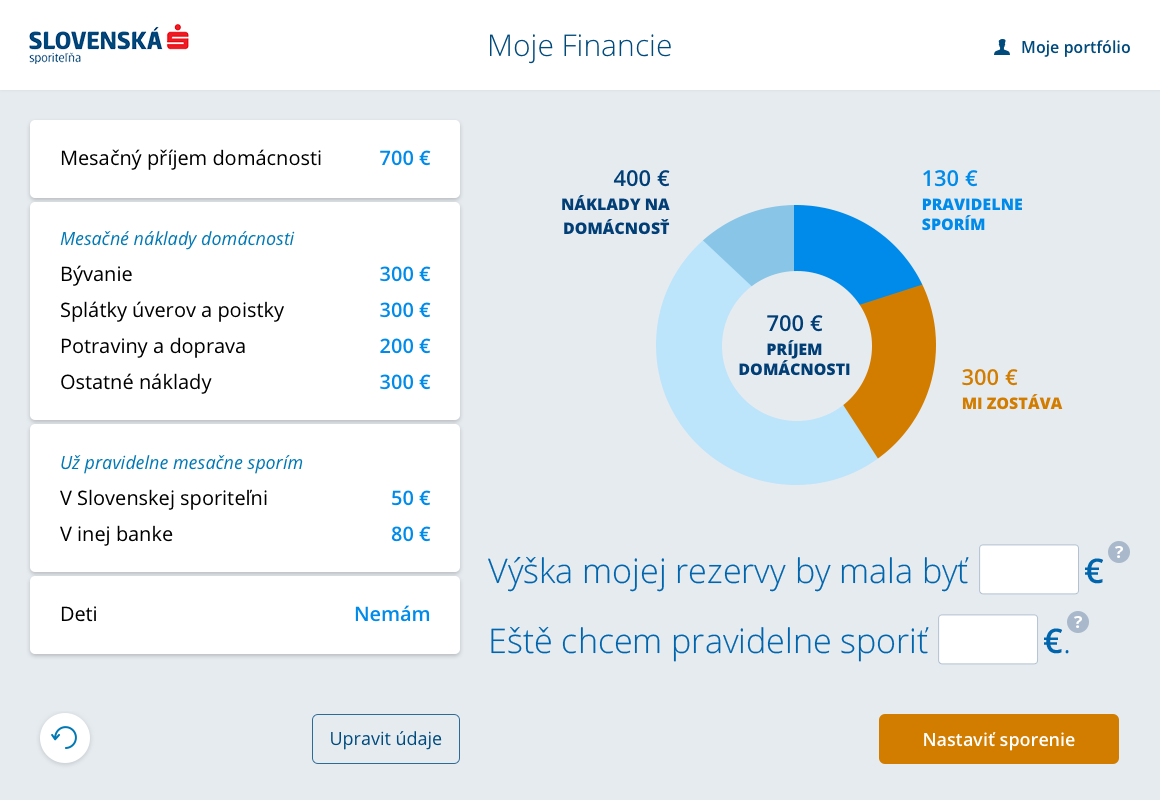 SLOVENSKÁ
sporiteľňa
Moje Financie
Moje portfólio
Mesačný příjem domácnosti 700 €
Mesačné náklady domácnosti
Bývanie 300 €
Splátky úverov a poistky 300 €
Potraviny a doprava 200 €
Ostatné náklady 300 €
Už pravidelne mesačne sporím
V Slovenskej sporiteľni 50 €
V inej banke 80 €
Deti Nemám
Upravit údaje
400 €
NÁKLADY NA
DOMÁCNOSŤ
130 €
PRAVIDELNE
SPORÍM
700 €
PRÍJEM
DOMÁCNOSTI
300 €
MI ZOSTÁVA
Výška mojej rezervy by mala byť € ?
Eště chcem pravidelne sporiť €. ?
Nastaviť sporenie